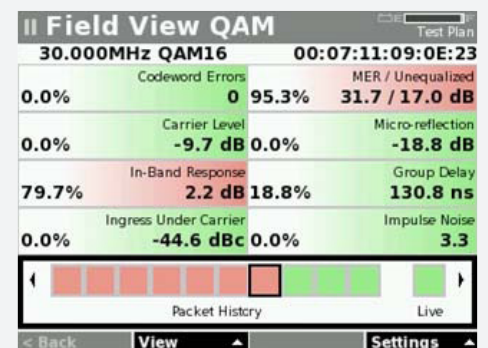 Field View QAM
Test Plan
30.000MHz QAM16 00:07:11:09:0E:23
Codeword Errors
0.0% 0
MER / Unequalized
95.3% 31.7 / 17.0 dB
Carrier Level
0.0% -9.7 dB
Micro-reflection
0.0% -18.8 dB
In-Band Response
79.7% 2.2 dB
Group Delay
18.8% 130.8 ns
Ingress Under Carrier
0.0% -44.6 dBc
Impulse Noise
0.0% 3.3
Packet History Live
< Back View Settings